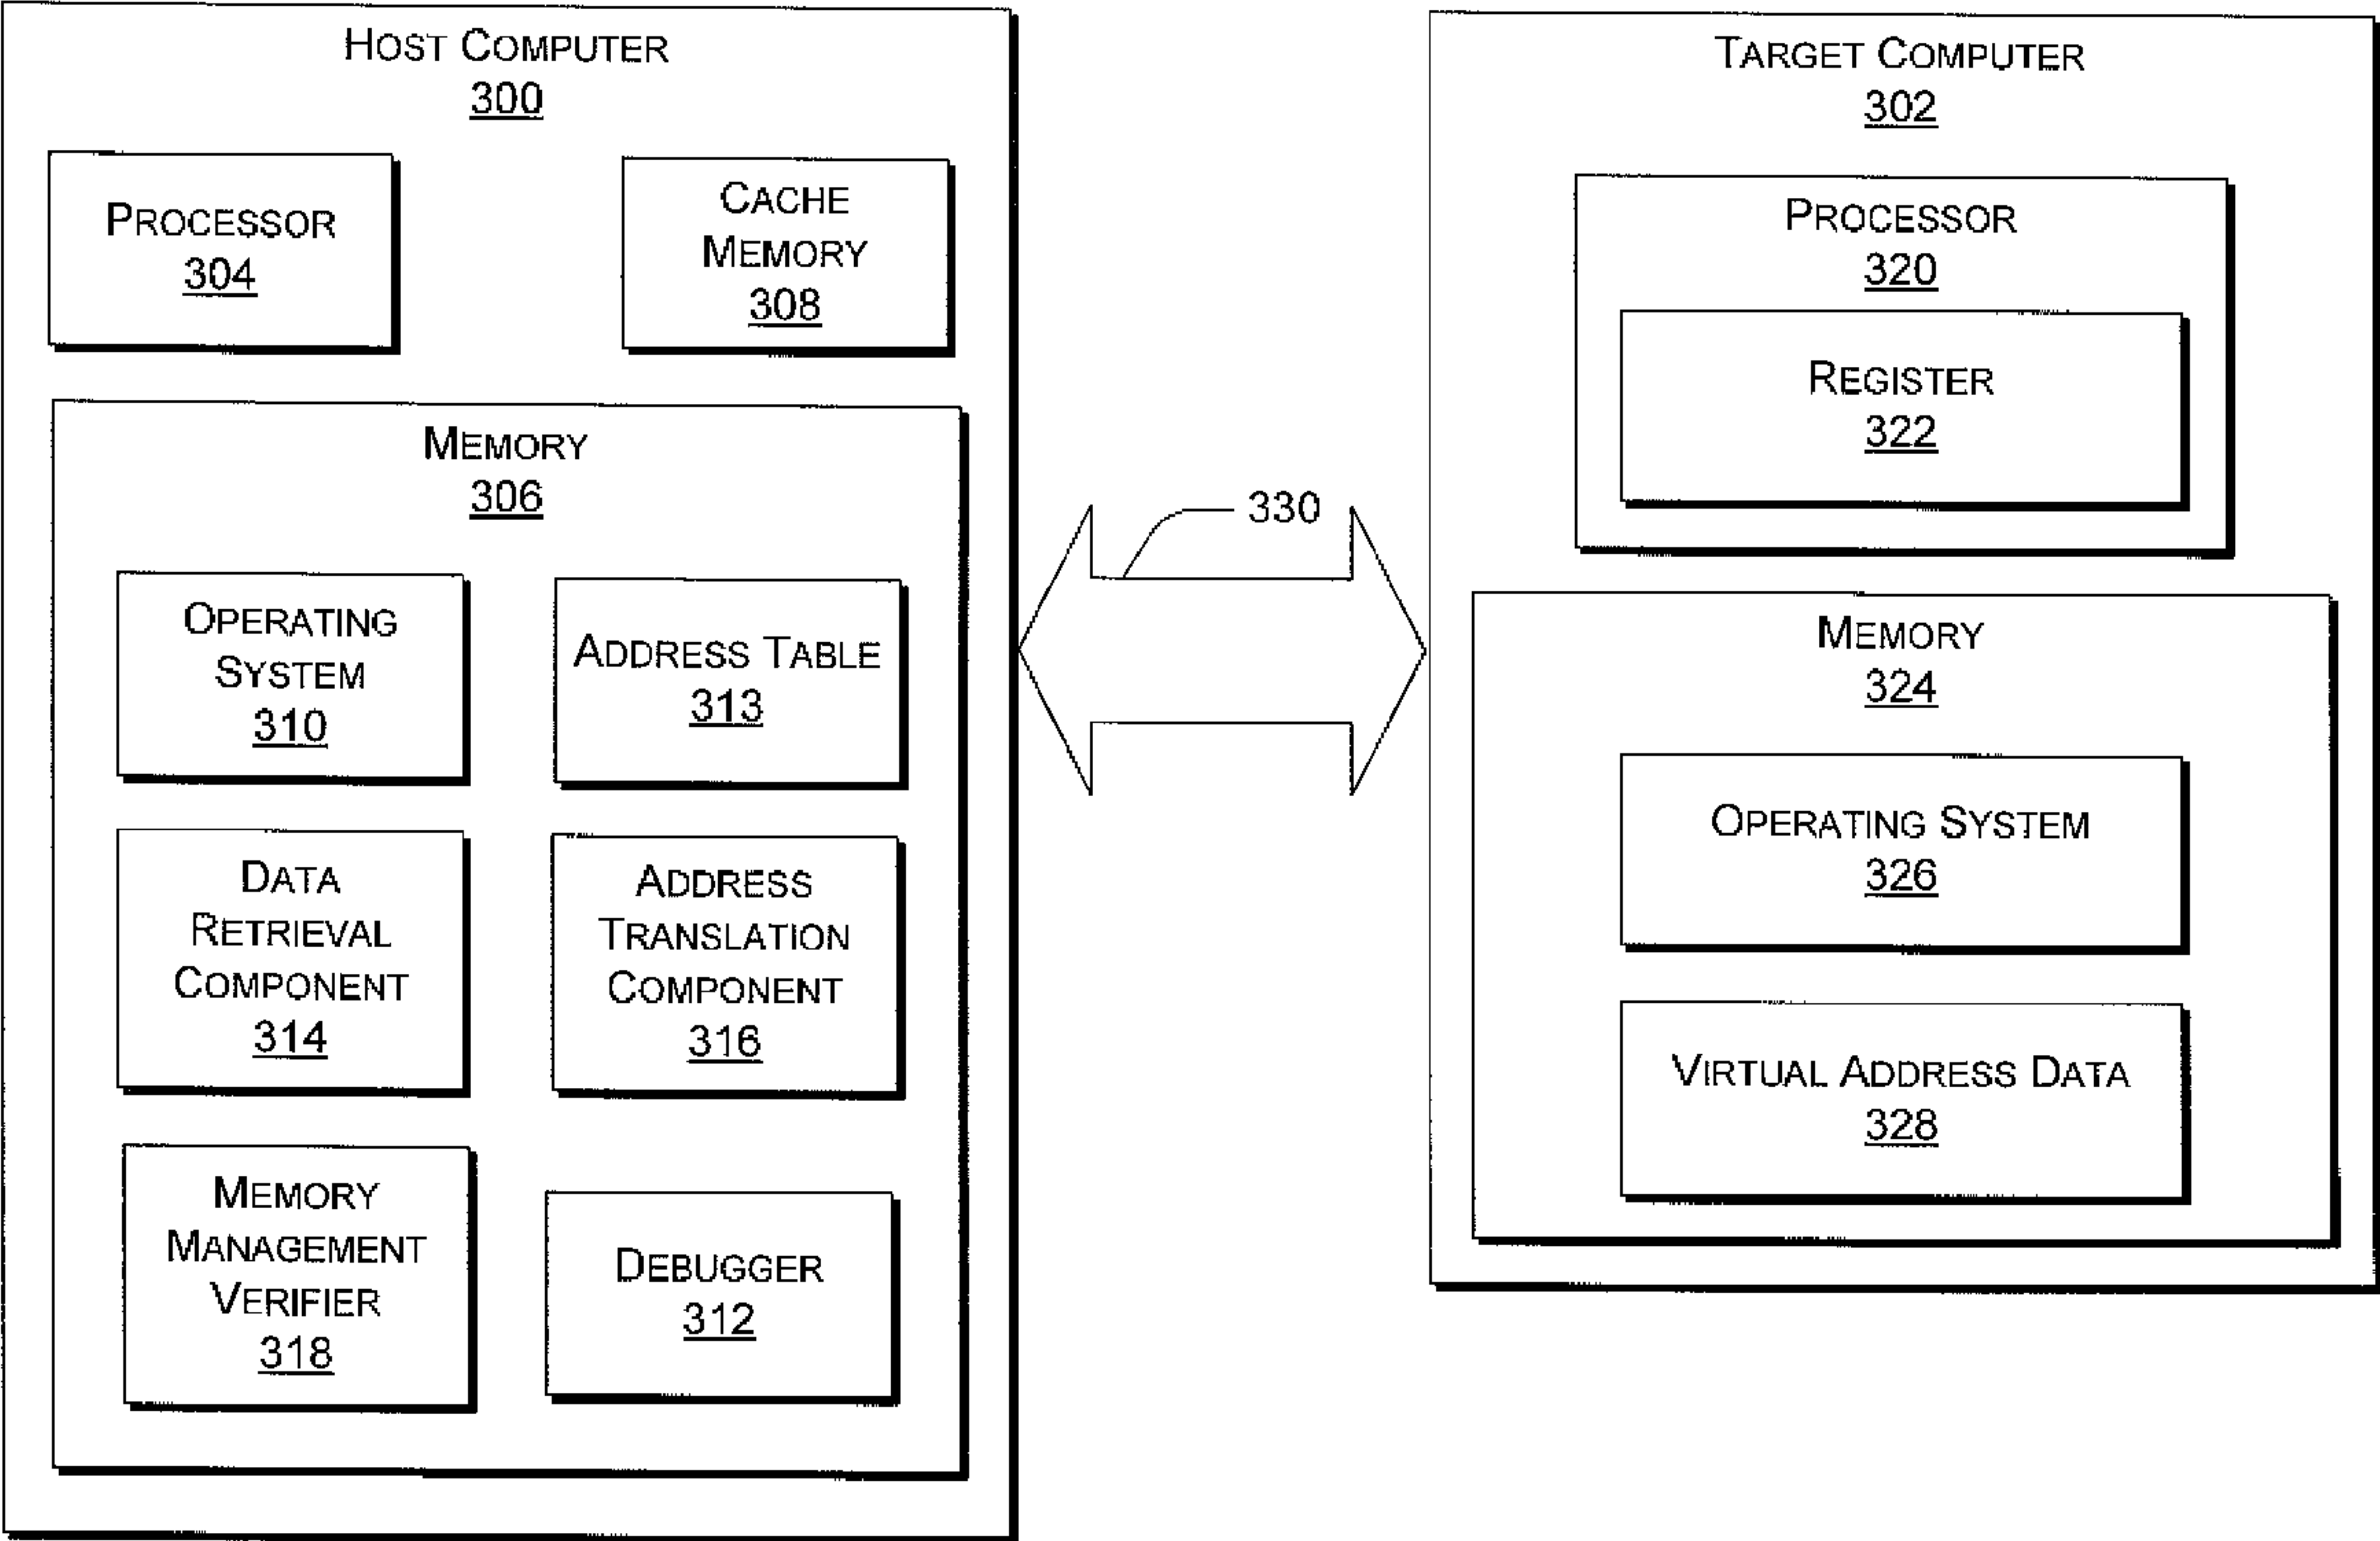 HOST COMPUTER
300
PROCESSOR
304
CACHE
MEMORY
308
MEMORY
306
OPERATING
SYSTEM
310
ADDRESS TABLE
313
DATA
RETRIEVAL
COMPONENT
314
ADDRESS
TRANSLATION
COMPONENT
316
MEMORY
MANAGEMENT
VERIFIER
318
DEBUGGER
312
330
TARGET COMPUTER
302
PROCESSOR
320
REGISTER
322
MEMORY
324
OPERATING SYSTEM
326
VIRTUAL ADDRESS DATA
328